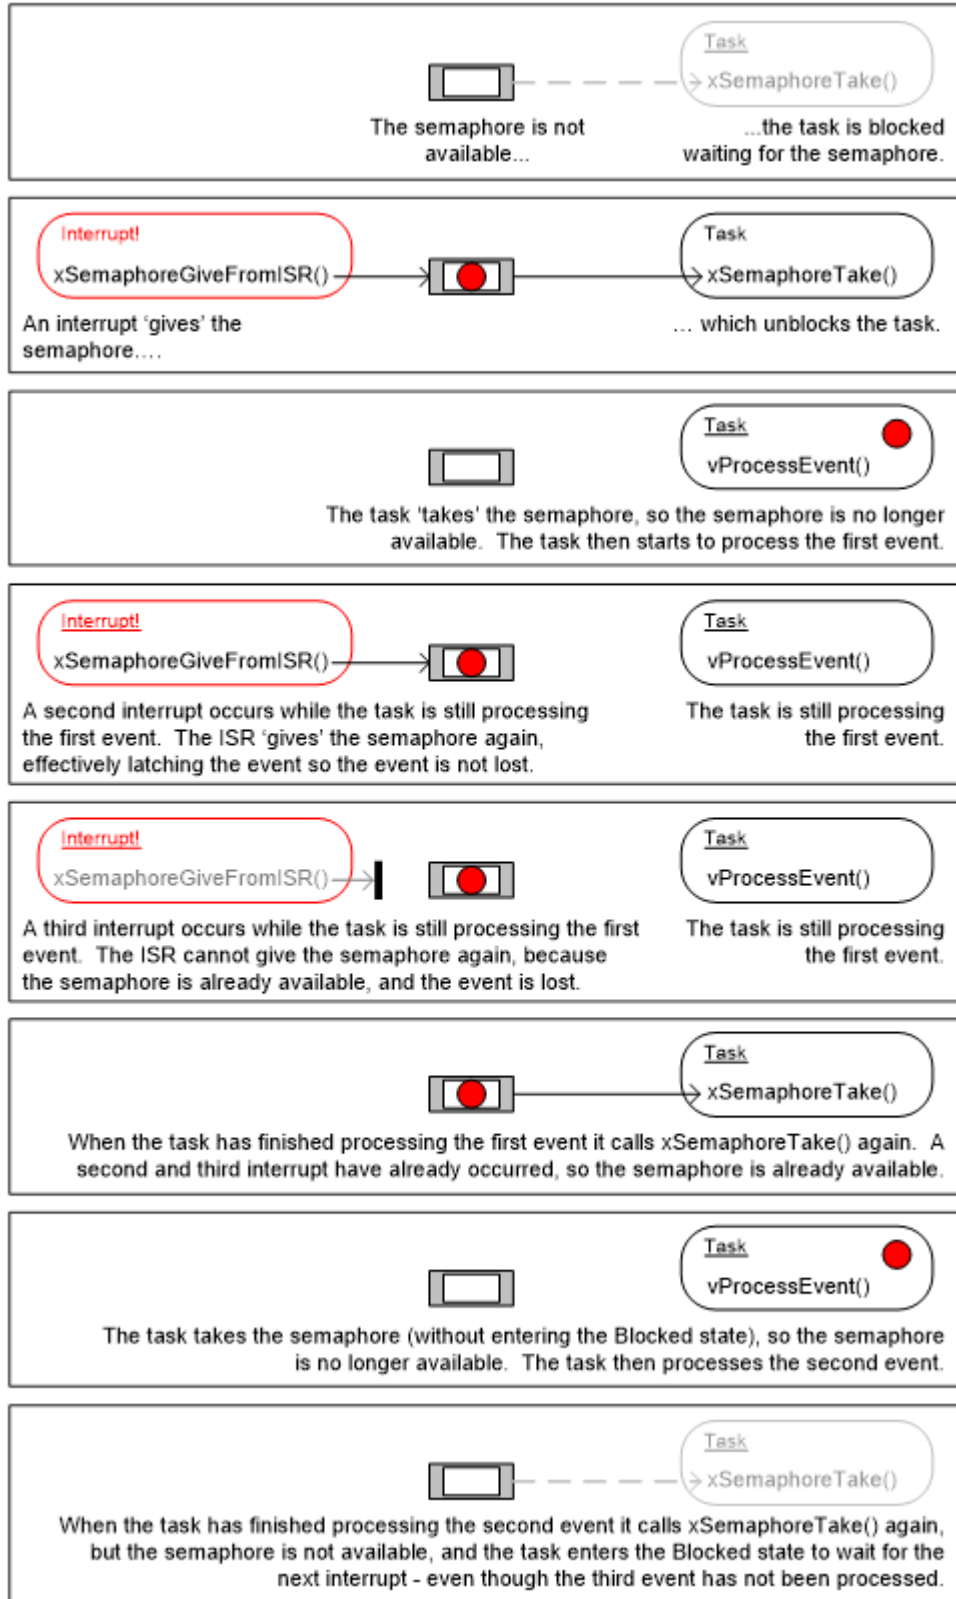 Task
xSemaphoreTake()
The semaphore is not
available...
...the task is blocked
waiting for the semaphore.
Interrupt!
xSemaphoreGiveFromISR()
Task
xSemaphoreTake()
An interrupt ‘gives’ the
semaphore....
... which unblocks the task.
Task
vProcessEvent()
The task ‘takes’ the semaphore, so the semaphore is no longer
available.  The task then starts to process the first event.
Interrupt!
xSemaphoreGiveFromISR()
Task
vProcessEvent()
A second interrupt occurs while the task is still processing
the first event.  The ISR ‘gives’ the semaphore again,
effectively latching the event so the event is not lost.
The task is still processing
the first event.
Interrupt!
xSemaphoreGiveFromISR()
Task
vProcessEvent()
A third interrupt occurs while the task is still processing the first
event.  The ISR cannot give the semaphore again, because
the semaphore is already available, and the event is lost.
The task is still processing
the first event.
Task
xSemaphoreTake()
When the task has finished processing the first event it calls xSemaphoreTake() again.  A
second and third interrupt have already occurred, so the semaphore is already available.
Task
vProcessEvent()
The task takes the semaphore (without entering the Blocked state), so the semaphore
is no longer available.  The task then processes the second event.
Task
xSemaphoreTake()
When the task has finished processing the second event it calls xSemaphoreTake() again,
but the semaphore is not available, and the task enters the Blocked state to wait for the
next interrupt - even though the third event has not been processed.